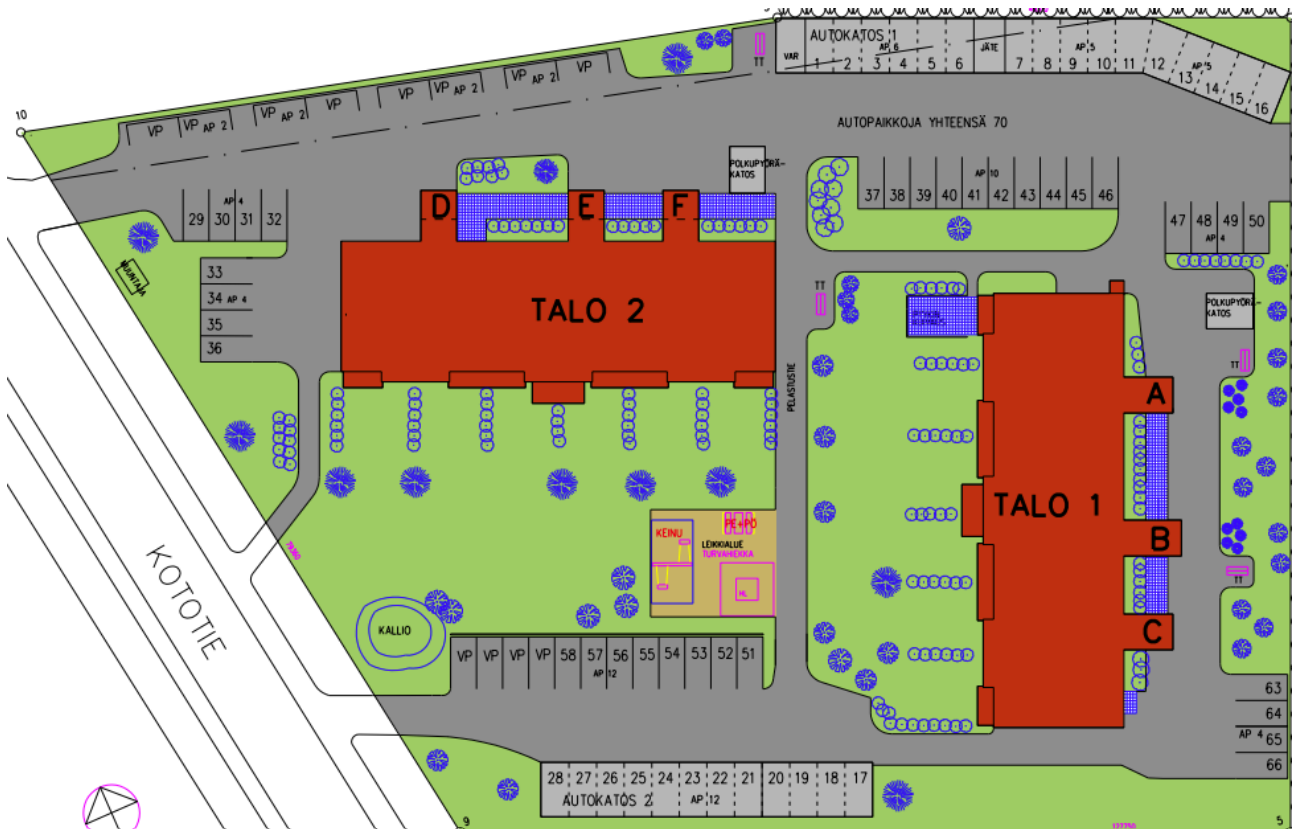 AUTOKATOS 1
VAR
AP 6
JÄTE
AP 5
AP 5
1 2 3 4 5 6 7 8 9 10 11 12 13 14 15 16
TT
VP VP VP VP VP VP VP VP
AP 2 AP 2 AP 2 AP 2
10
AUTOPAIKKOJA YHTEENSÄ 70
POLKUPYÖRÄ-
KATOS
AP 10
37 38 39 40 41 42 43 44 45 46
AP 4
29 30 31 32
D E F
47 48 49 50
AP 4
MUUNTAJA
33
34 AP 4
35
36
TALO 2
TT
POLKUPYÖRÄ-
KATOS
TT
PELASTUSTIE
A
TALO 1
B
C
KEINU
PE+PÖ
LEIKKIALUE
TURVAHIEKKA
HL
TT
KOTOTIE
KALLIO
VP VP VP VP 58 57 56 55 54 53 52 51
AP 12
63
64
AP 4 65
66
28 27 26 25 24 23 22 21 20 19 18 17
AUTOKATOS 2 AP 12
9
5